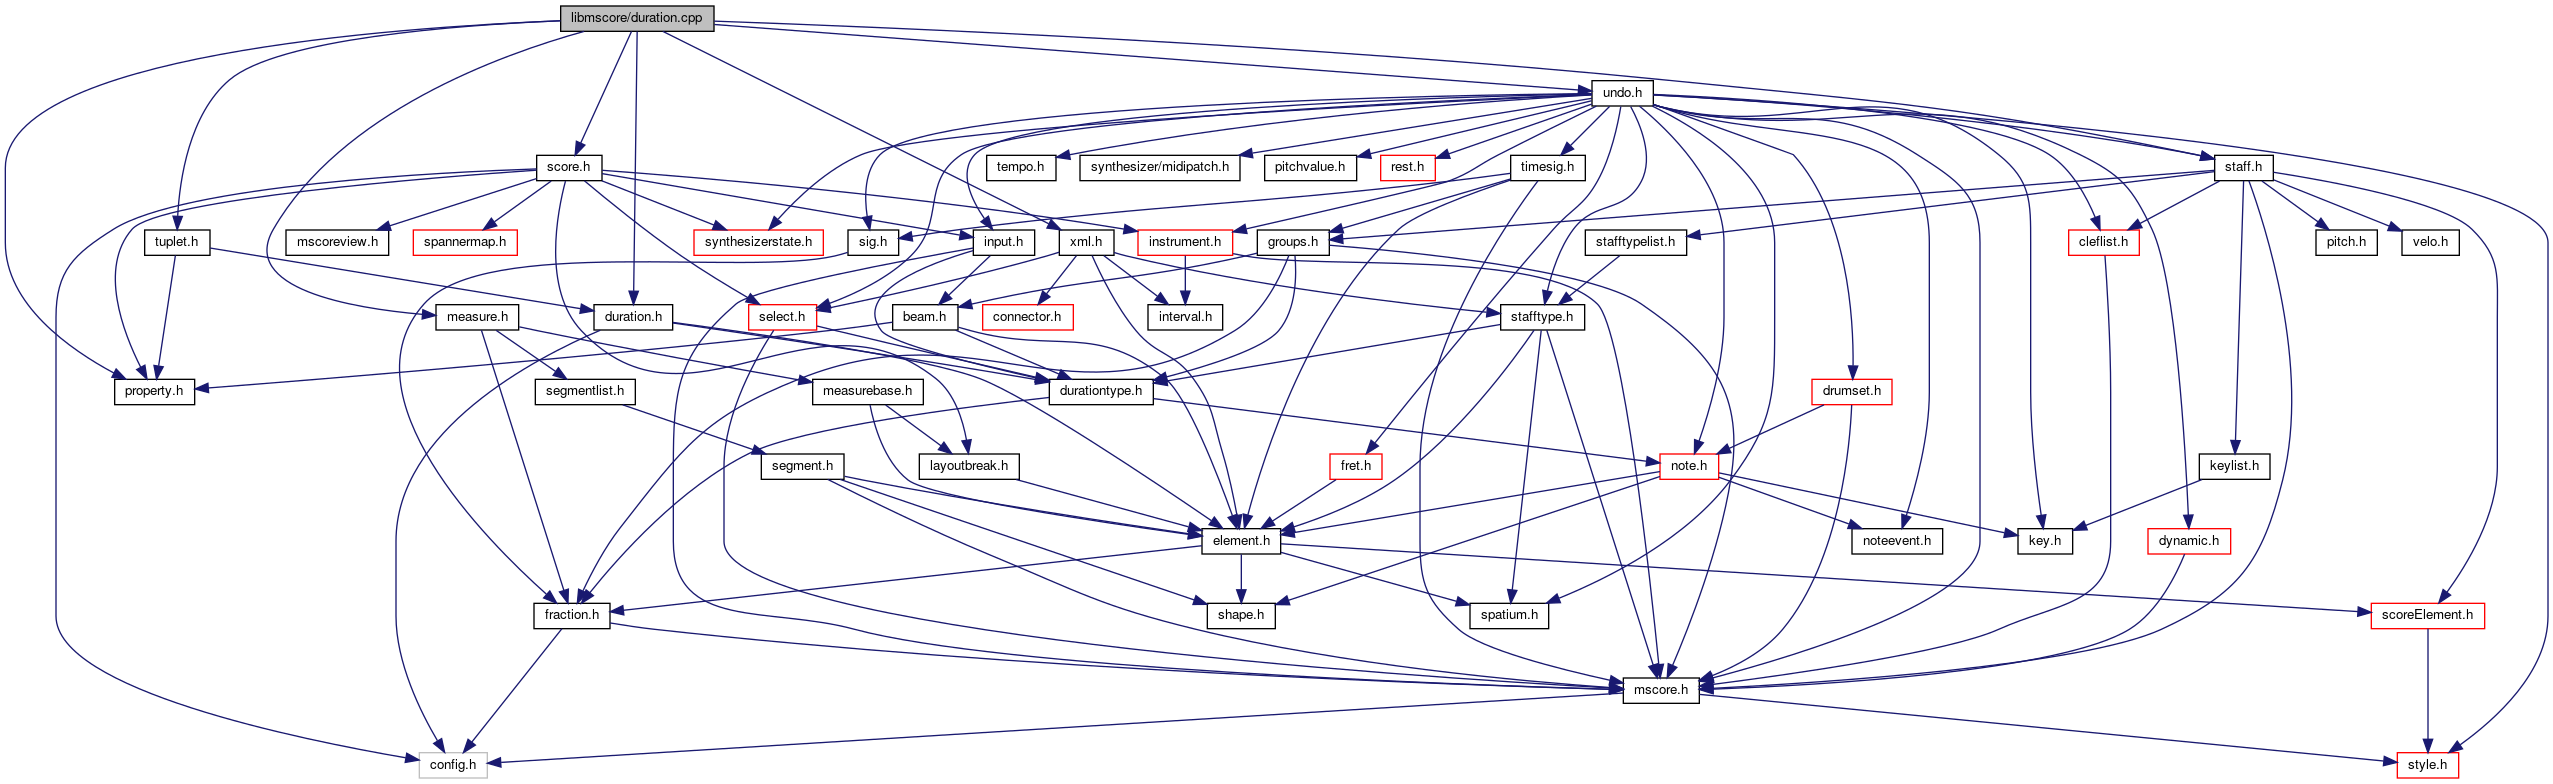 libmscore/duration.cpp
undo.h
score.h
tempo.h
synthesizer/midipatch.h
pitchvalue.h
rest.h
timesig.h
staff.h
tuplet.h
mscoreview.h
spannermap.h
synthesizerstate.h
sig.h
input.h
xml.h
instrument.h
groups.h
stafftypelist.h
cleflist.h
pitch.h
velo.h
measure.h
duration.h
select.h
beam.h
connector.h
interval.h
stafftype.h
property.h
segmentlist.h
measurebase.h
durationtype.h
drumset.h
segment.h
layoutbreak.h
fret.h
note.h
keylist.h
element.h
noteevent.h
key.h
dynamic.h
fraction.h
shape.h
spatium.h
scoreElement.h
mscore.h
config.h
style.h